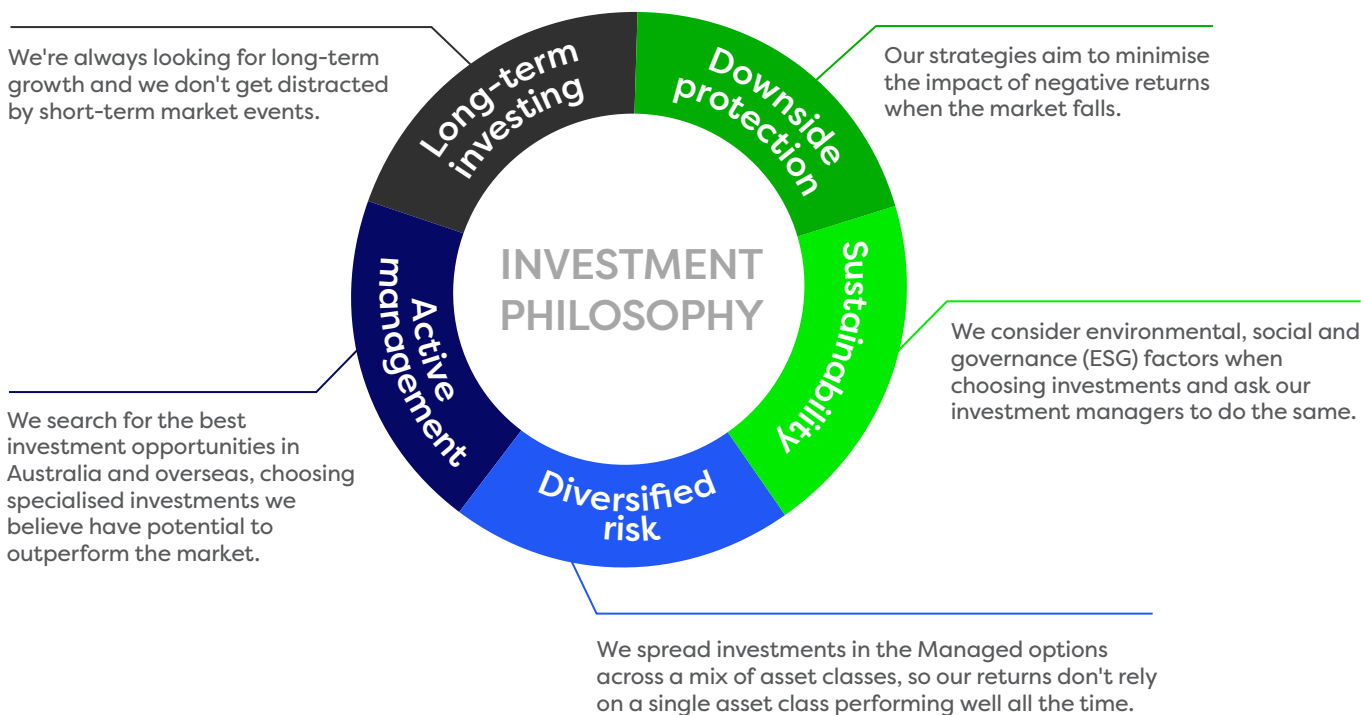 We're always looking for long-term
growth and we don't get distracted
by short-term market events.
Long-term
investing
Downside
protection
Our strategies aim to minimise
the impact of negative returns
when the market falls.
INVESTMENT
PHILOSOPHY
Sustainability
We consider environmental, social and
governance (ESG) factors when
choosing investments and ask our
investment managers to do the same.
Active
management
We search for the best
investment opportunities in
Australia and overseas, choosing
specialised investments we
believe have potential to
outperform the market.
Diversified
risk
We spread investments in the Managed options
across a mix of asset classes, so our returns don't rely
on a single asset class performing well all the time.